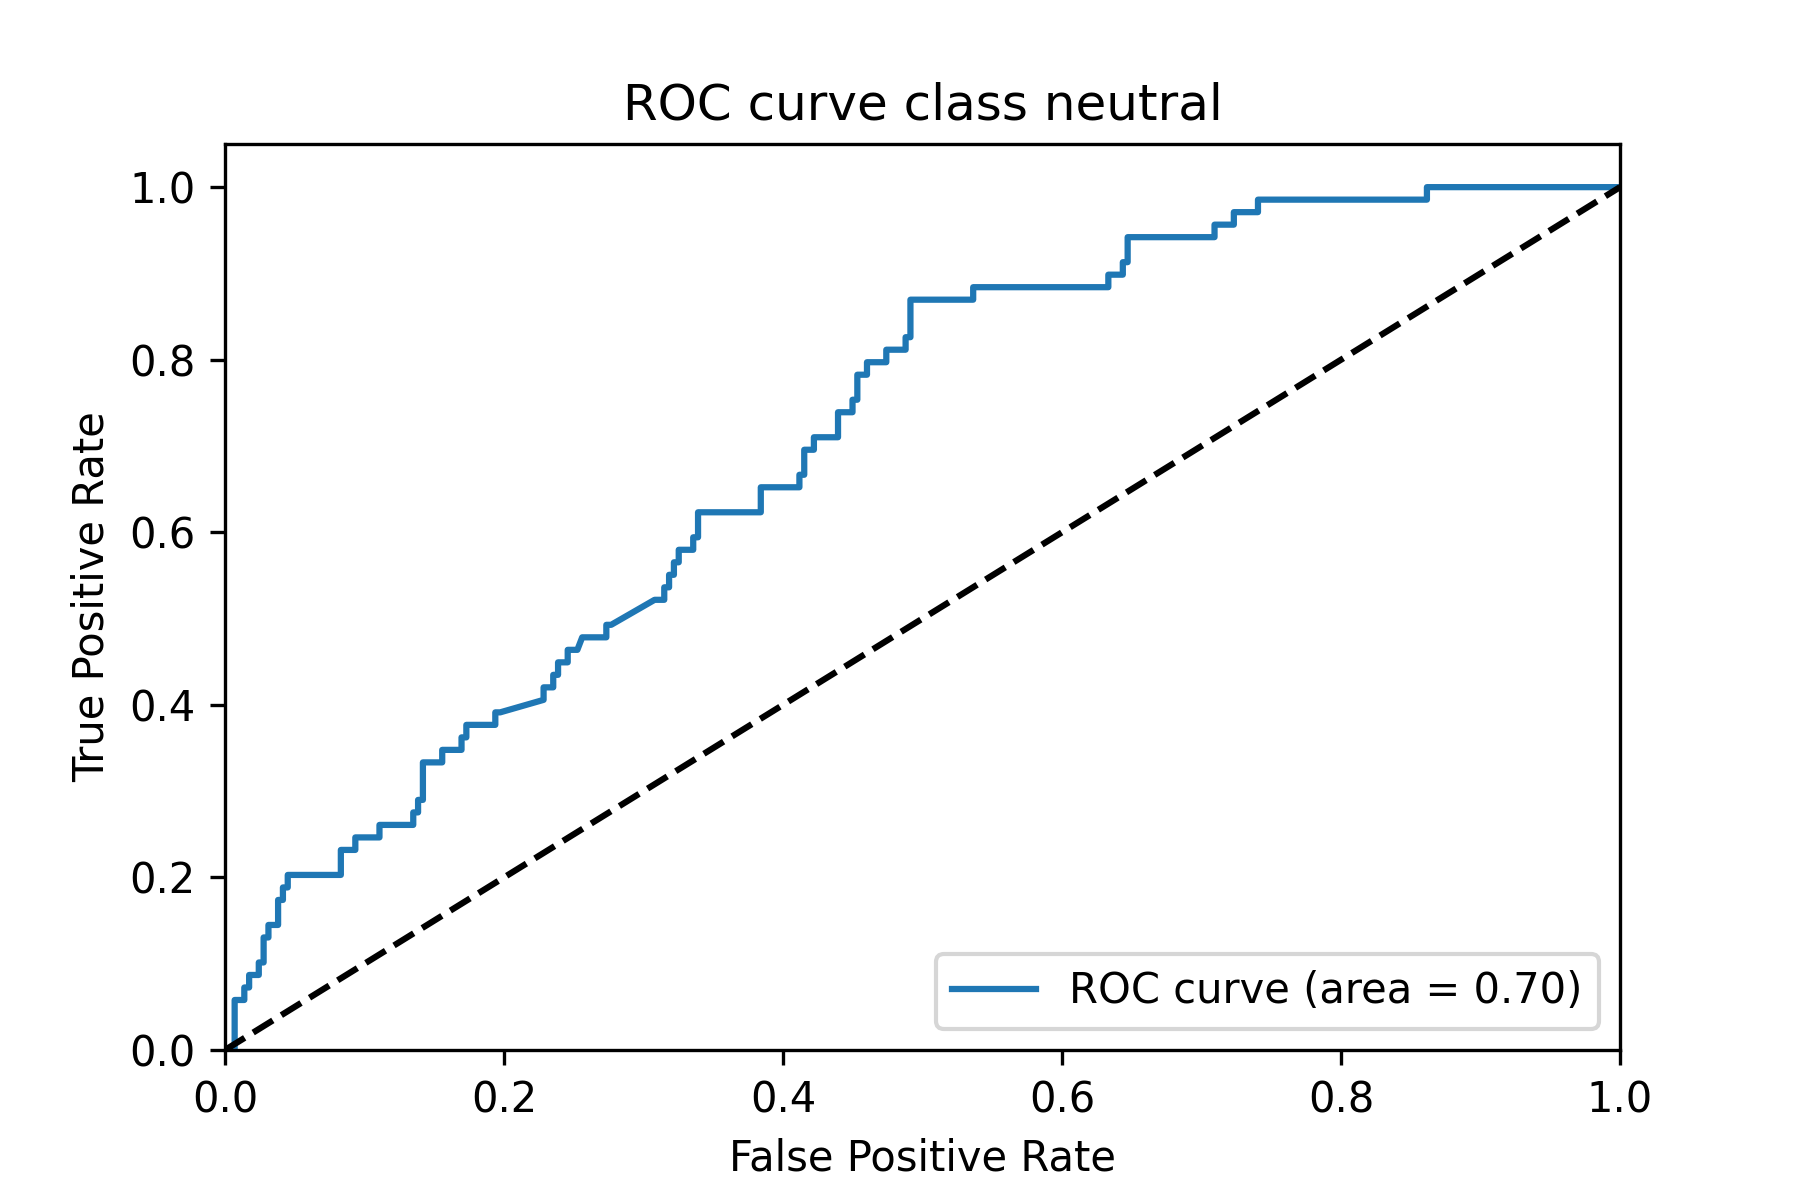 ROC curve class neutral
True Positive Rate
1.0
0.8
0.6
0.4
0.2
0.0
ROC curve (area = 0.70)
0.0 0.2 0.4 0.6 0.8 1.0
False Positive Rate